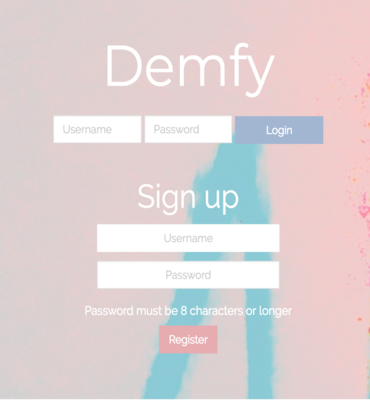 Demfy
Username Password Login
Sign up
Username
Password
Password must be 8 characters or longer
Register